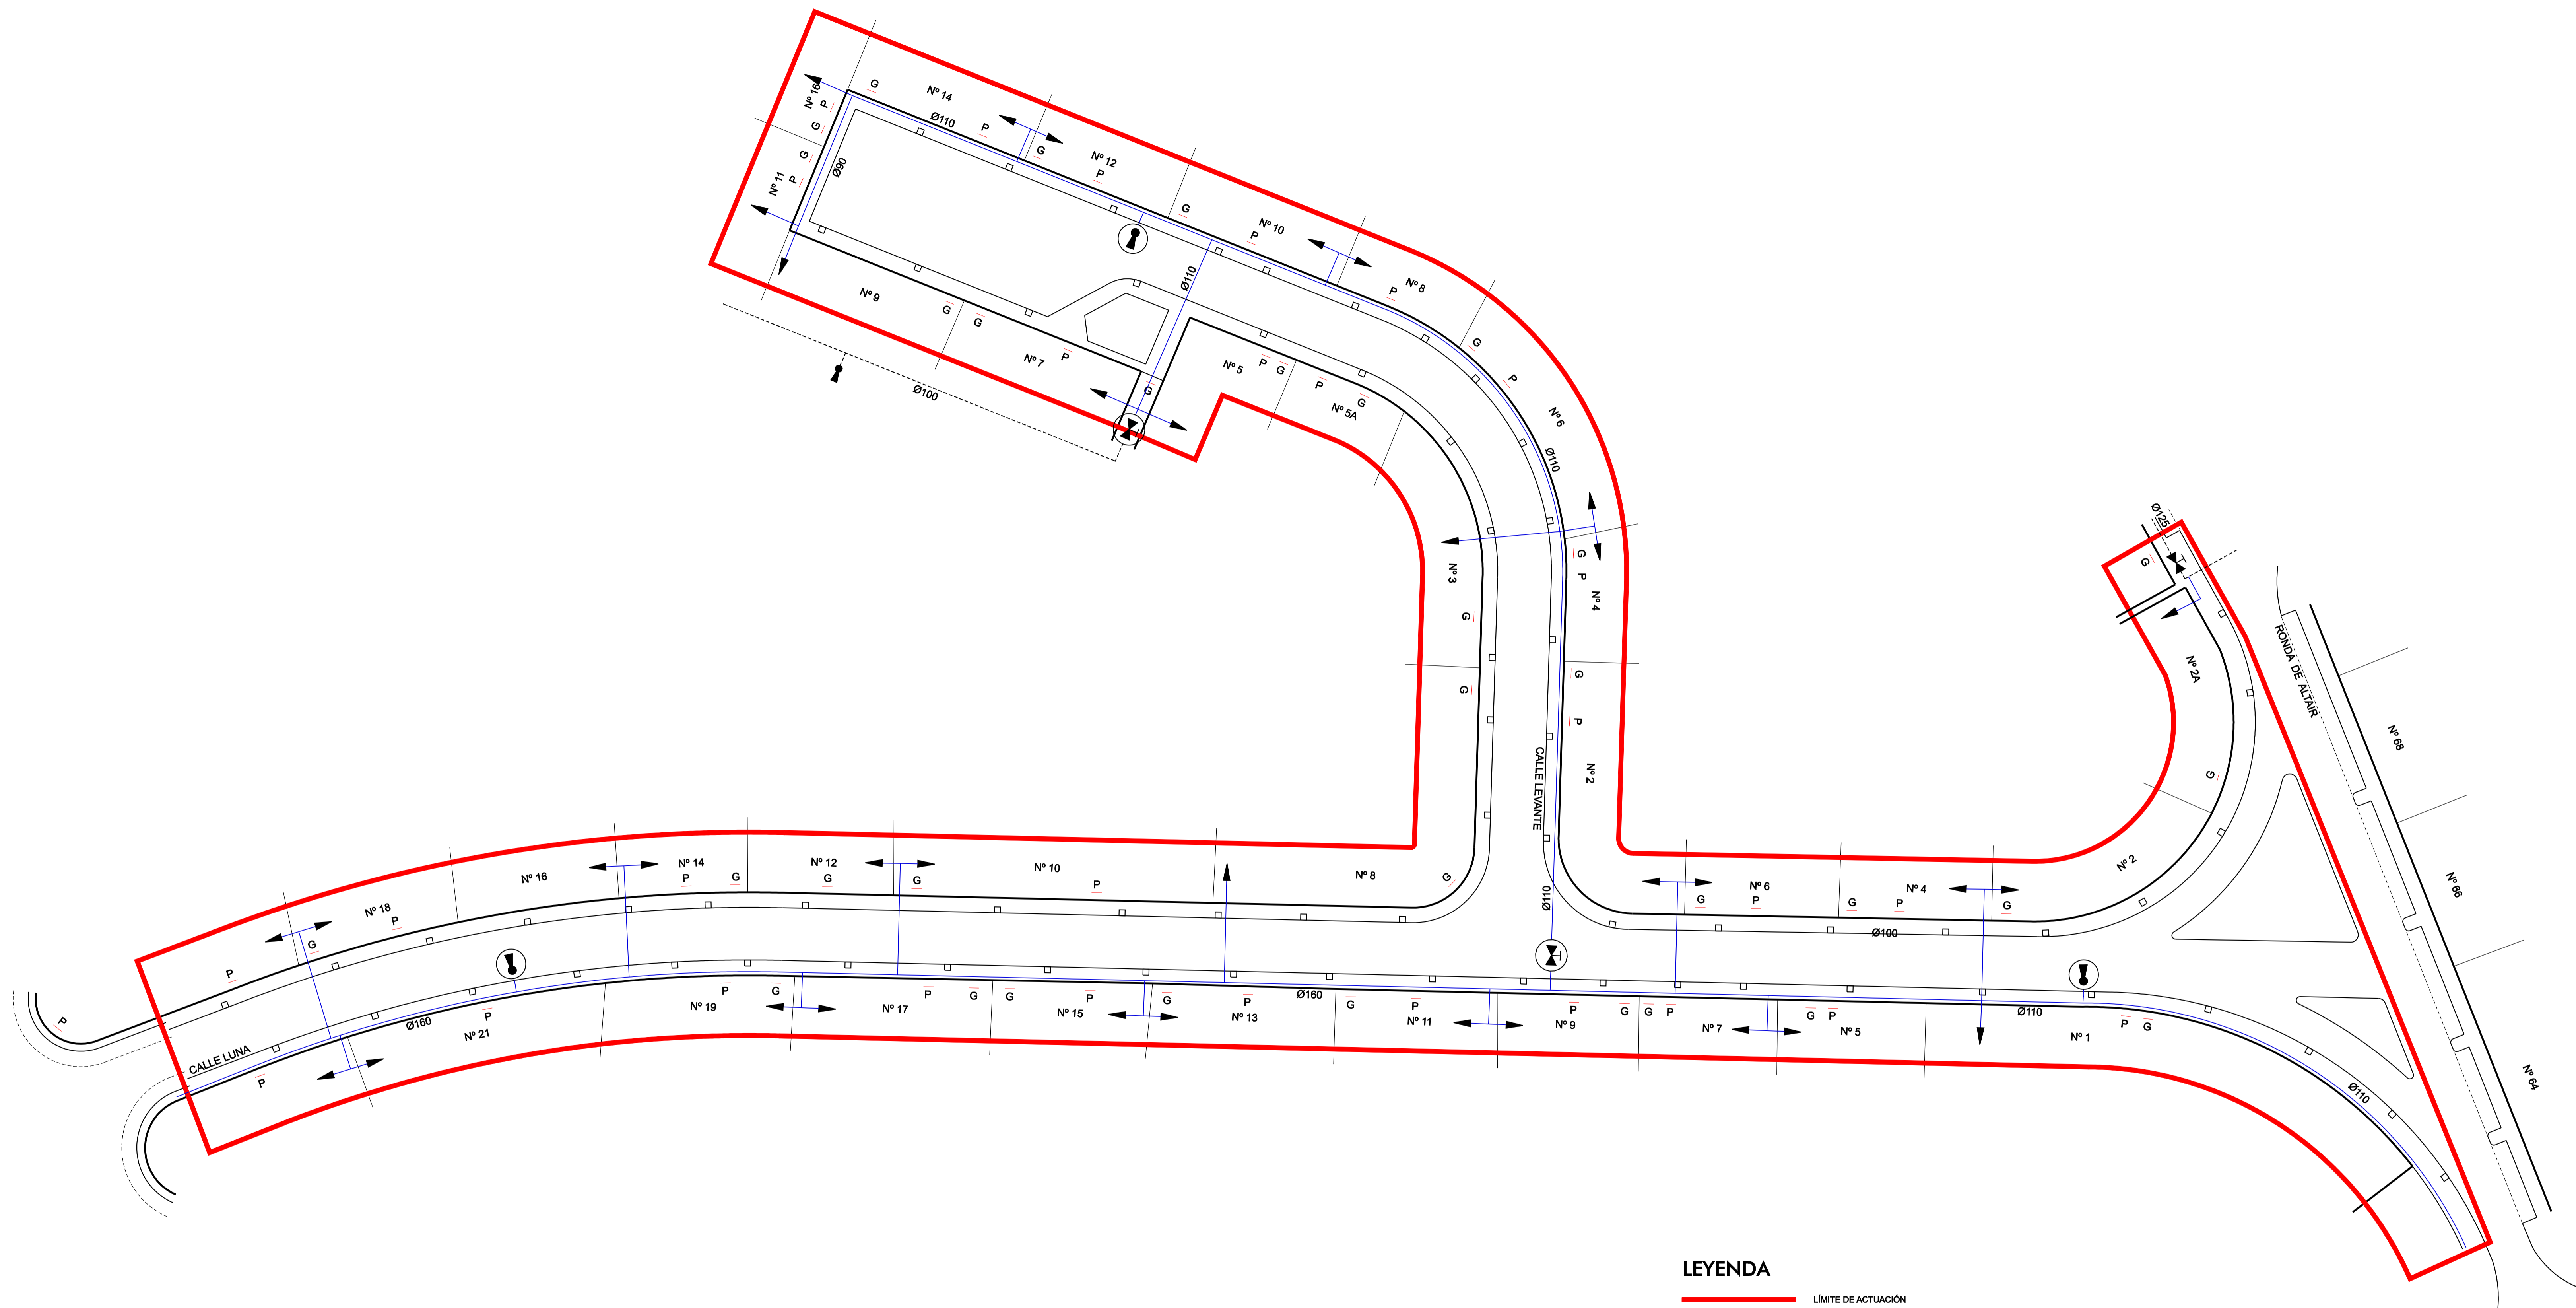 G
Nº 14
Nº 16
P
G
Ø110
P
G
Nº 12
P
G
P
Nº 11
Ø90
G
Nº 10
P
Ø110
Nº 8
P
Nº 9
G
G
Nº 7
P
Ø100
G
Nº 5
P
G
P
G
Nº 5A
G
P
Nº 6
Ø110
G
P
Nº 4
Nº 3
G
G
G
P
Nº 2
CALLE LEVANTE
Ø110
Ø125
G
Nº 2A
G
Nº 2
RONDA DE ALTAIR
Nº 68
Nº 66
Nº 64
Nº 14
P
G
Nº 12
G
G
Nº 10
P
Nº 8
G
Nº 16
Nº 18
P
G
P
P
Nº 6
G
P
G
Nº 4
P
G
Ø100
CALLE LUNA
P
Ø160
Nº 21
P
Nº 19
P
G
Nº 17
P
G
G
Nº 15
P
G
Nº 13
P
Ø160
G
Nº 11
P
Nº 9
P
G
G
P
Nº 7
G
P
Nº 5
Ø110
Nº 1
P
G
Ø110
LEYENDA
LÍMITE DE ACTUACIÓN